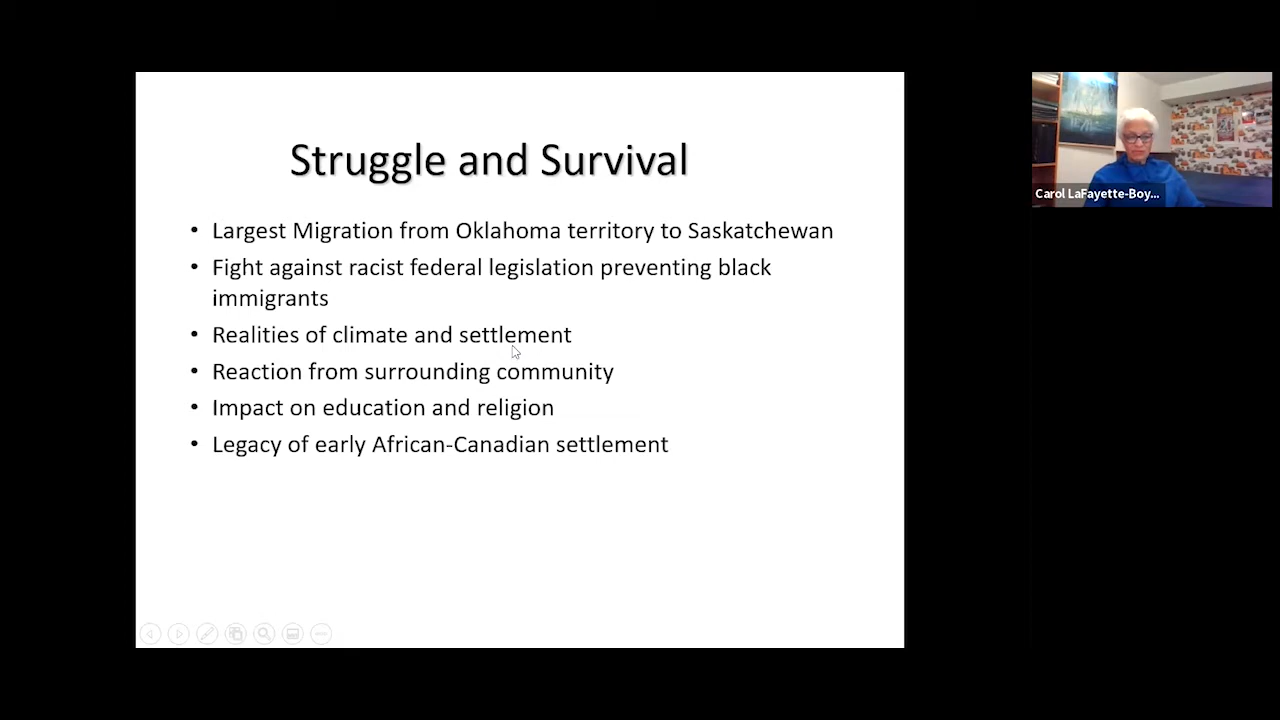 Struggle and Survival
• Largest Migration from Oklahoma territory to Saskatchewan
• Fight against racist federal legislation preventing black
immigrants
• Realities of climate and settlement
• Reaction from surrounding community
• Impact on education and religion
• Legacy of early African-Canadian settlement
Carol LaFayette-Boy...